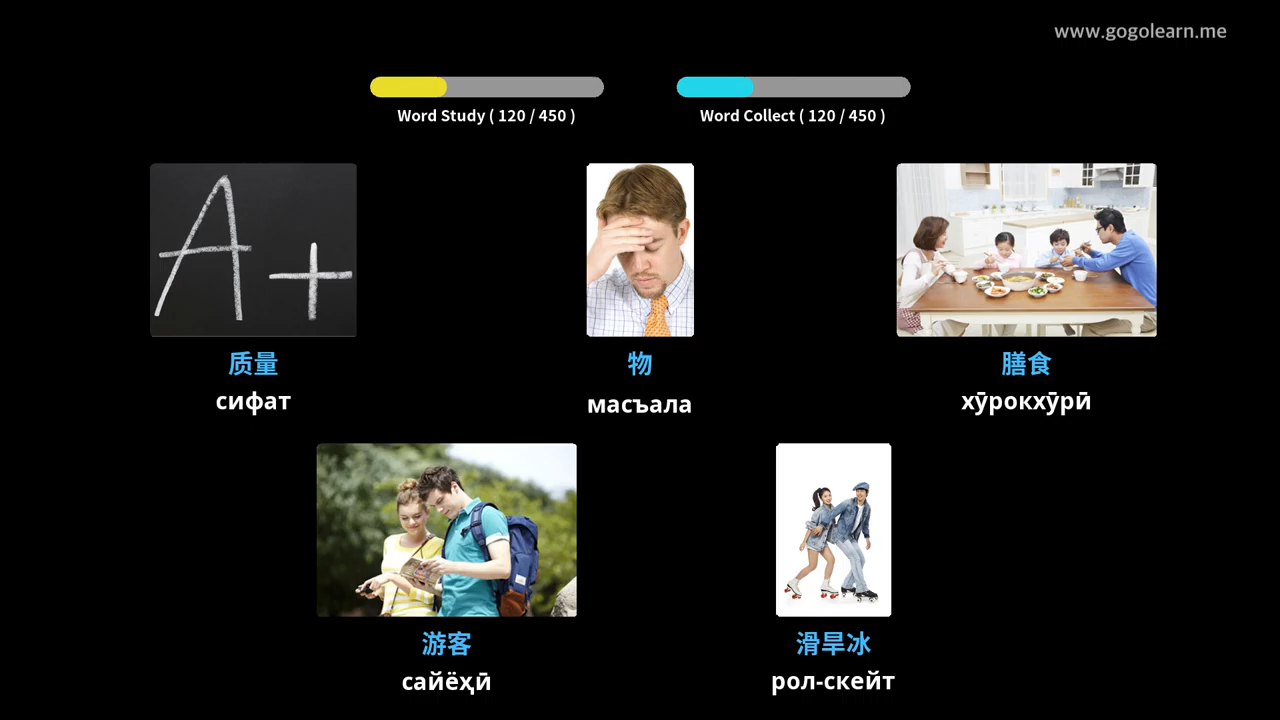 www.gogolearn.me
Word Study ( 120 / 450 )
Word Collect ( 120 / 450 )
A+
质量
сифат
物
масъала
膳食
хӯрокхӯрӣ
游客
сайёҳӣ
滑旱冰
рол-скейт